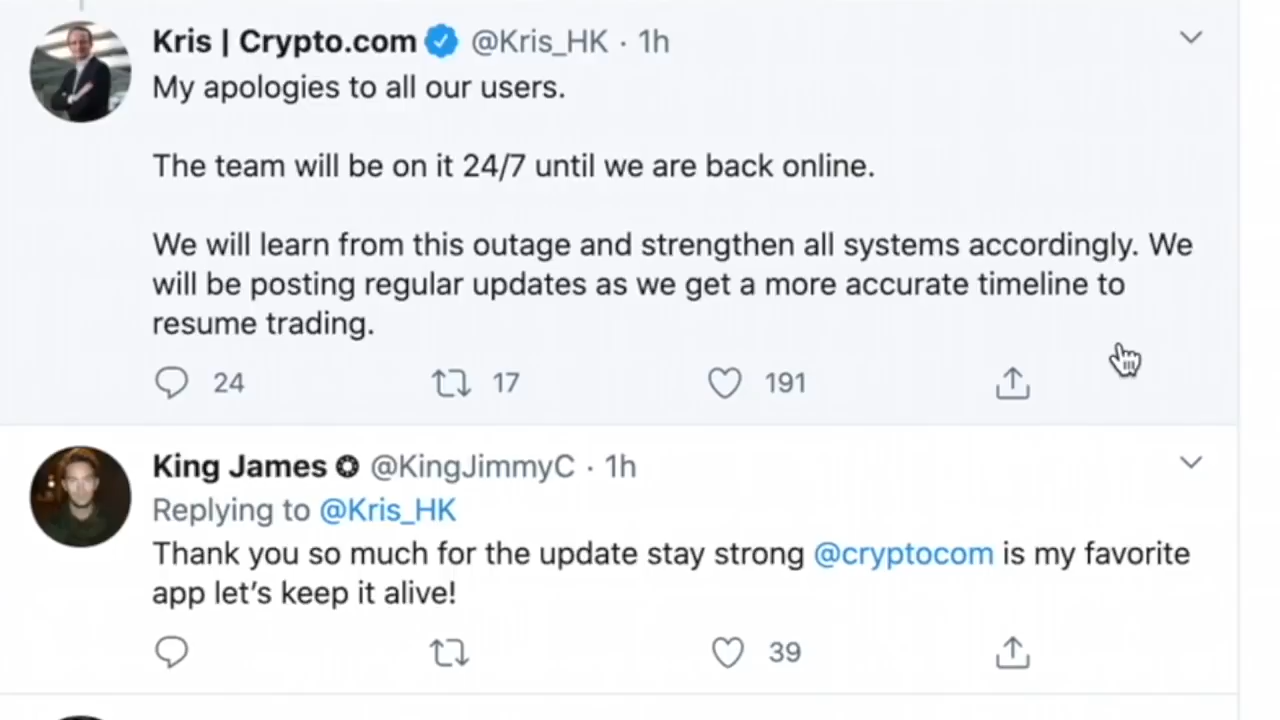 Kris | Crypto.com @Kris_HK · 1h
My apologies to all our users.
The team will be on it 24/7 until we are back online.
We will learn from this outage and strengthen all systems accordingly. We
will be posting regular updates as we get a more accurate timeline to
resume trading.
24 17 191
King James @KingJimmyC · 1h
Replying to @Kris_HK
Thank you so much for the update stay strong @cryptocom is my favorite
app let’s keep it alive!
39